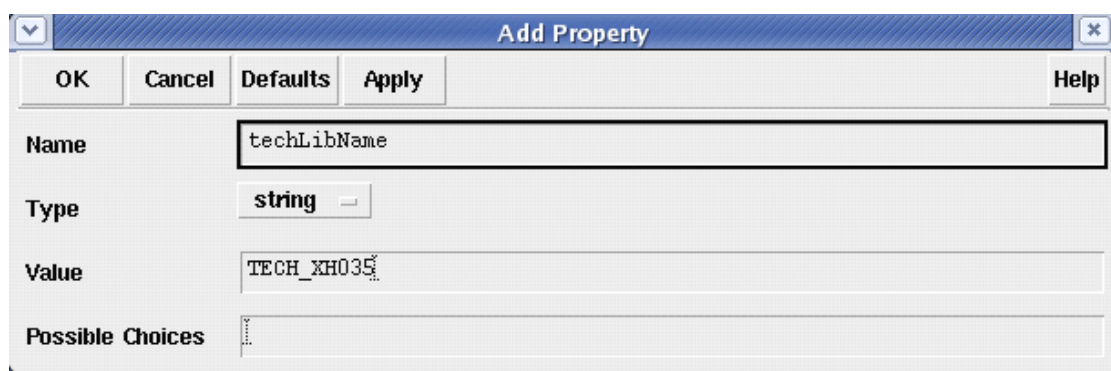 Add Property
OK Cancel Defaults Apply Help
Name techLibName
Type string
Value TECH_XH035
Possible Choices